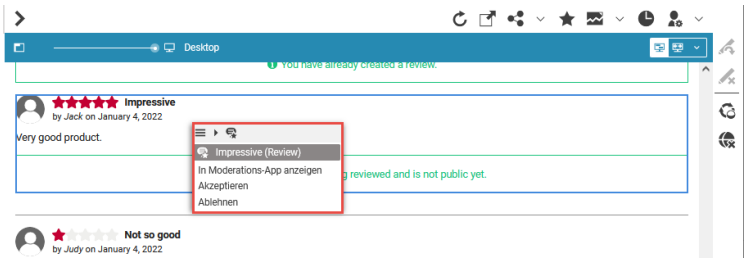 Desktop
You have already created a review.
Impressive
by Jack on January 4, 2022
Very good product.
Impressive (Review)
In Moderations-App anzeigen
Akzeptieren
Ablehnen
reviewed and is not public yet.
Not so good
by Judy on January 4, 2022